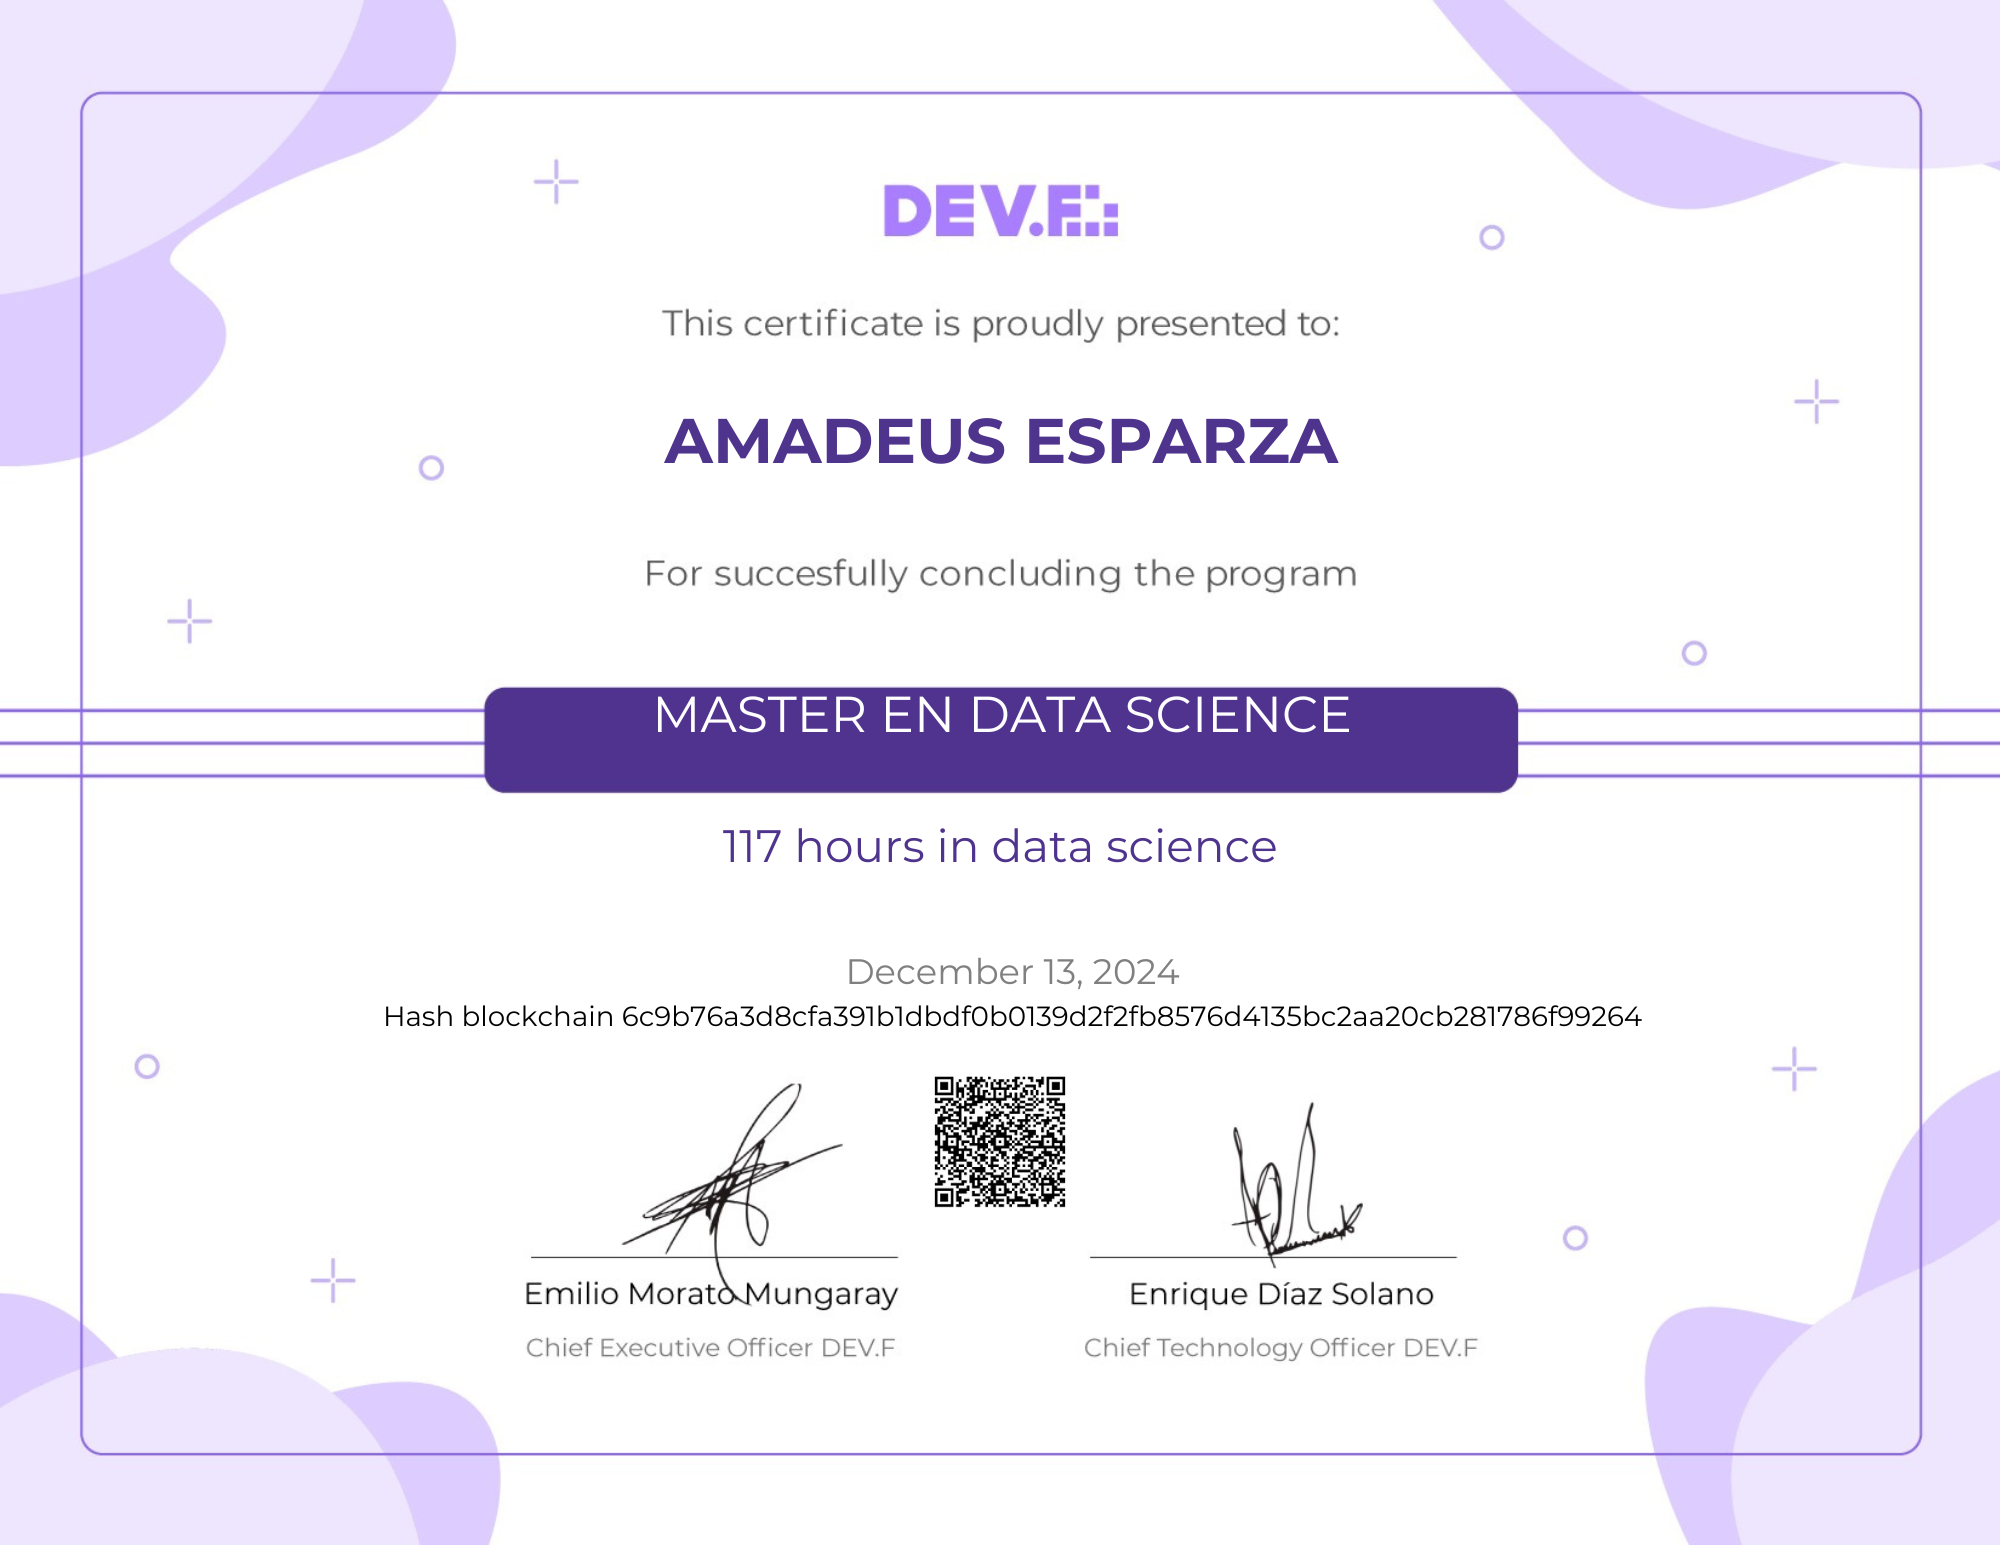 DEV.F
This certificate is proudly presented to:
AMADEUS ESPARZA
For succesfully concluding the program
MASTER EN DATA SCIENCE
117 hours in data science
December 13, 2024
Hash blockchain 6c9b76a3d8cfa391b1dbdf0b0139d2f2fb8576d4135bc2aa20cb281786f99264
Emilio Morato Mungaray
Enrique Díaz Solano
Chief Executive Officer DEV.F
Chief Technology Officer DEV.F